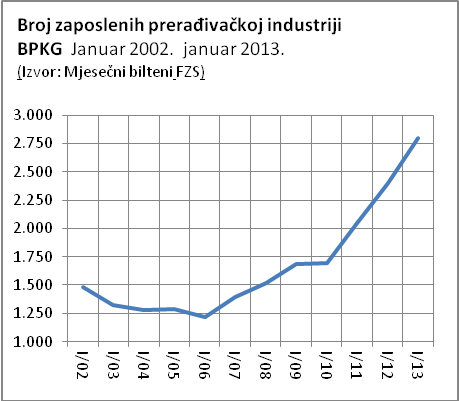 Broj zaposlenih prerađivačkoj industriji
BPKG Januar 2002. januar 2013.
(Izvor: Mjesečni bilteni FZS)
3.000
2.750
2.500
2.250
2.000
1.750
1.500
1.250
1.000
I/02
I/03
I/04
I/05
I/06
I/07
I/08
I/09
I/10
I/11
I/12
I/13